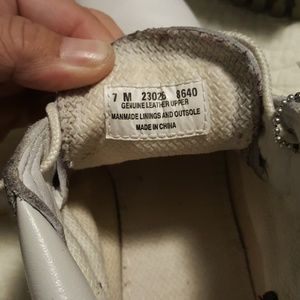 7 M 23026 8640
GENUINE LEATHER UPPER
MANMADE LININGS AND OUTSOLE
MADE IN CHINA